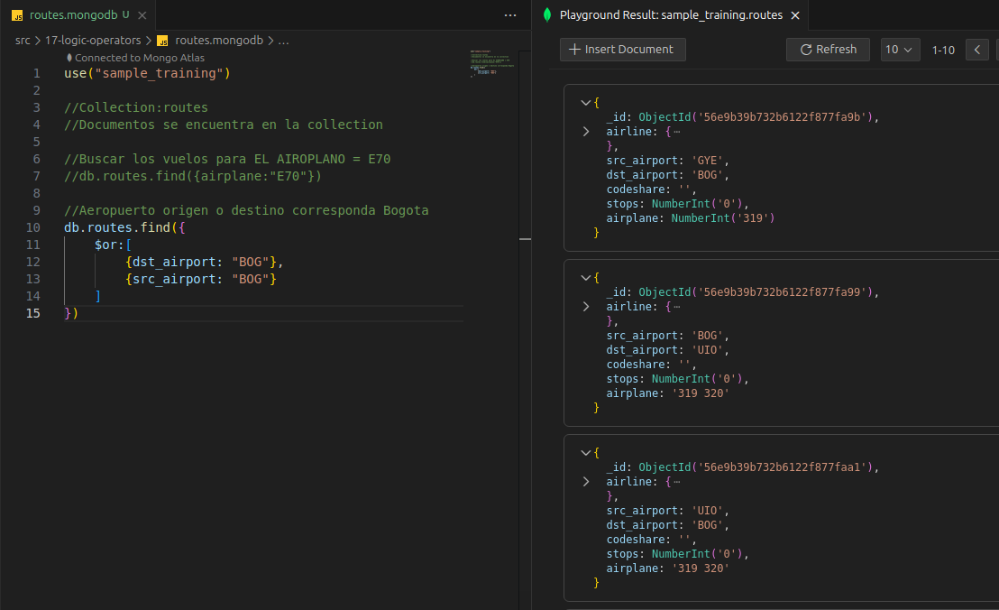 JS routes.mongodb U
src > 17-logic-operators > JS routes.mongodb > ...
Connected to Mongo Atlas
1 use("sample_training")
2
3 //Collection:routes
4 //Documentos se encuentra en la collection
5
6 //Buscar los vuelos para EL AIROPLANO = E70
7 //db.routes.find({airplane:"E70"})
8
9 //Aeropuerto origen o destino corresponda Bogota
10 db.routes.find({
11 $or:[
12 {dst_airport: "BOG"},
13 {src_airport: "BOG"}
14 ]
15 })
Playground Result: sample_training.routes
Insert Document Refresh 10 1-10
{
_id: ObjectId('56e9b39b732b6122f877fa9b'),
airline: {
},
src_airport: 'GYE',
dst_airport: 'BOG',
codeshare: '',
stops: NumberInt('0'),
airplane: NumberInt('319')
}
{
_id: ObjectId('56e9b39b732b6122f877fa99'),
airline: {
},
src_airport: 'BOG',
dst_airport: 'UIO',
codeshare: '',
stops: NumberInt('0'),
airplane: '319 320'
}
{
_id: ObjectId('56e9b39b732b6122f877faa1'),
airline: {
},
src_airport: 'UIO',
dst_airport: 'BOG',
codeshare: '',
stops: NumberInt('0'),
airplane: '319 320'
}